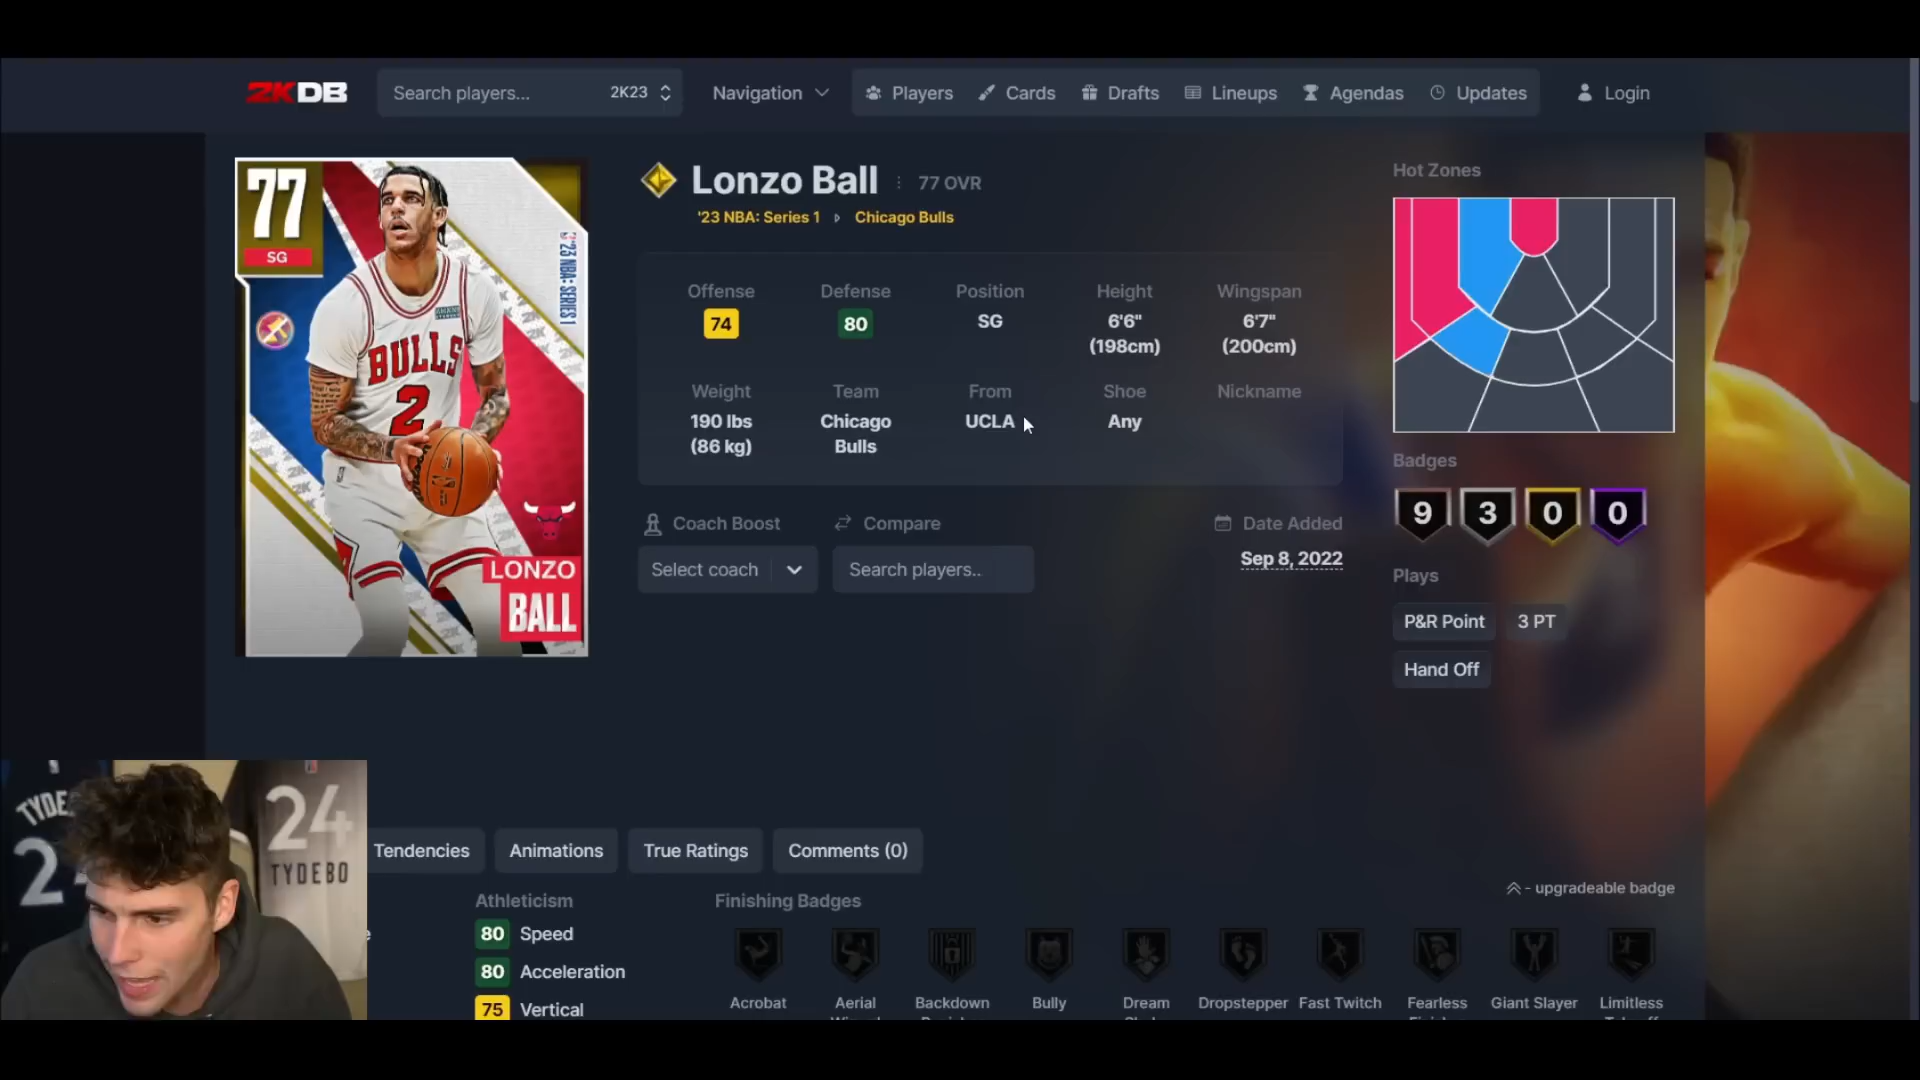 2KDB
Search players...
2K23
Navigation
Players
Cards
Drafts
Lineups
Agendas
Updates
Login
77
SG
'23 NBA: SERIES 1
BULLS
2
LONZO
BALL
Lonzo Ball
77 OVR
'23 NBA: Series 1
Chicago Bulls
Offense
74
Defense
80
Position
SG
Height
6'6"
(198cm)
Wingspan
6'7"
(200cm)
Weight
190 lbs
(86 kg)
Team
Chicago
Bulls
From
UCLA
Shoe
Any
Nickname
Coach Boost
Select coach
Compare
Search players..
Date Added
Sep 8, 2022
Hot Zones
Badges
9 3 0 0
Plays
P&R Point
3 PT
Hand Off
Tendencies
Animations
True Ratings
Comments (0)
Athleticism
80 Speed
80 Acceleration
75 Vertical
Finishing Badges
- upgradeable badge
Acrobat
Aerial
Backdown
Bully
Dream
Dropstepper
Fast Twitch
Fearless
Giant Slayer
Limitless
24
TYDEBO